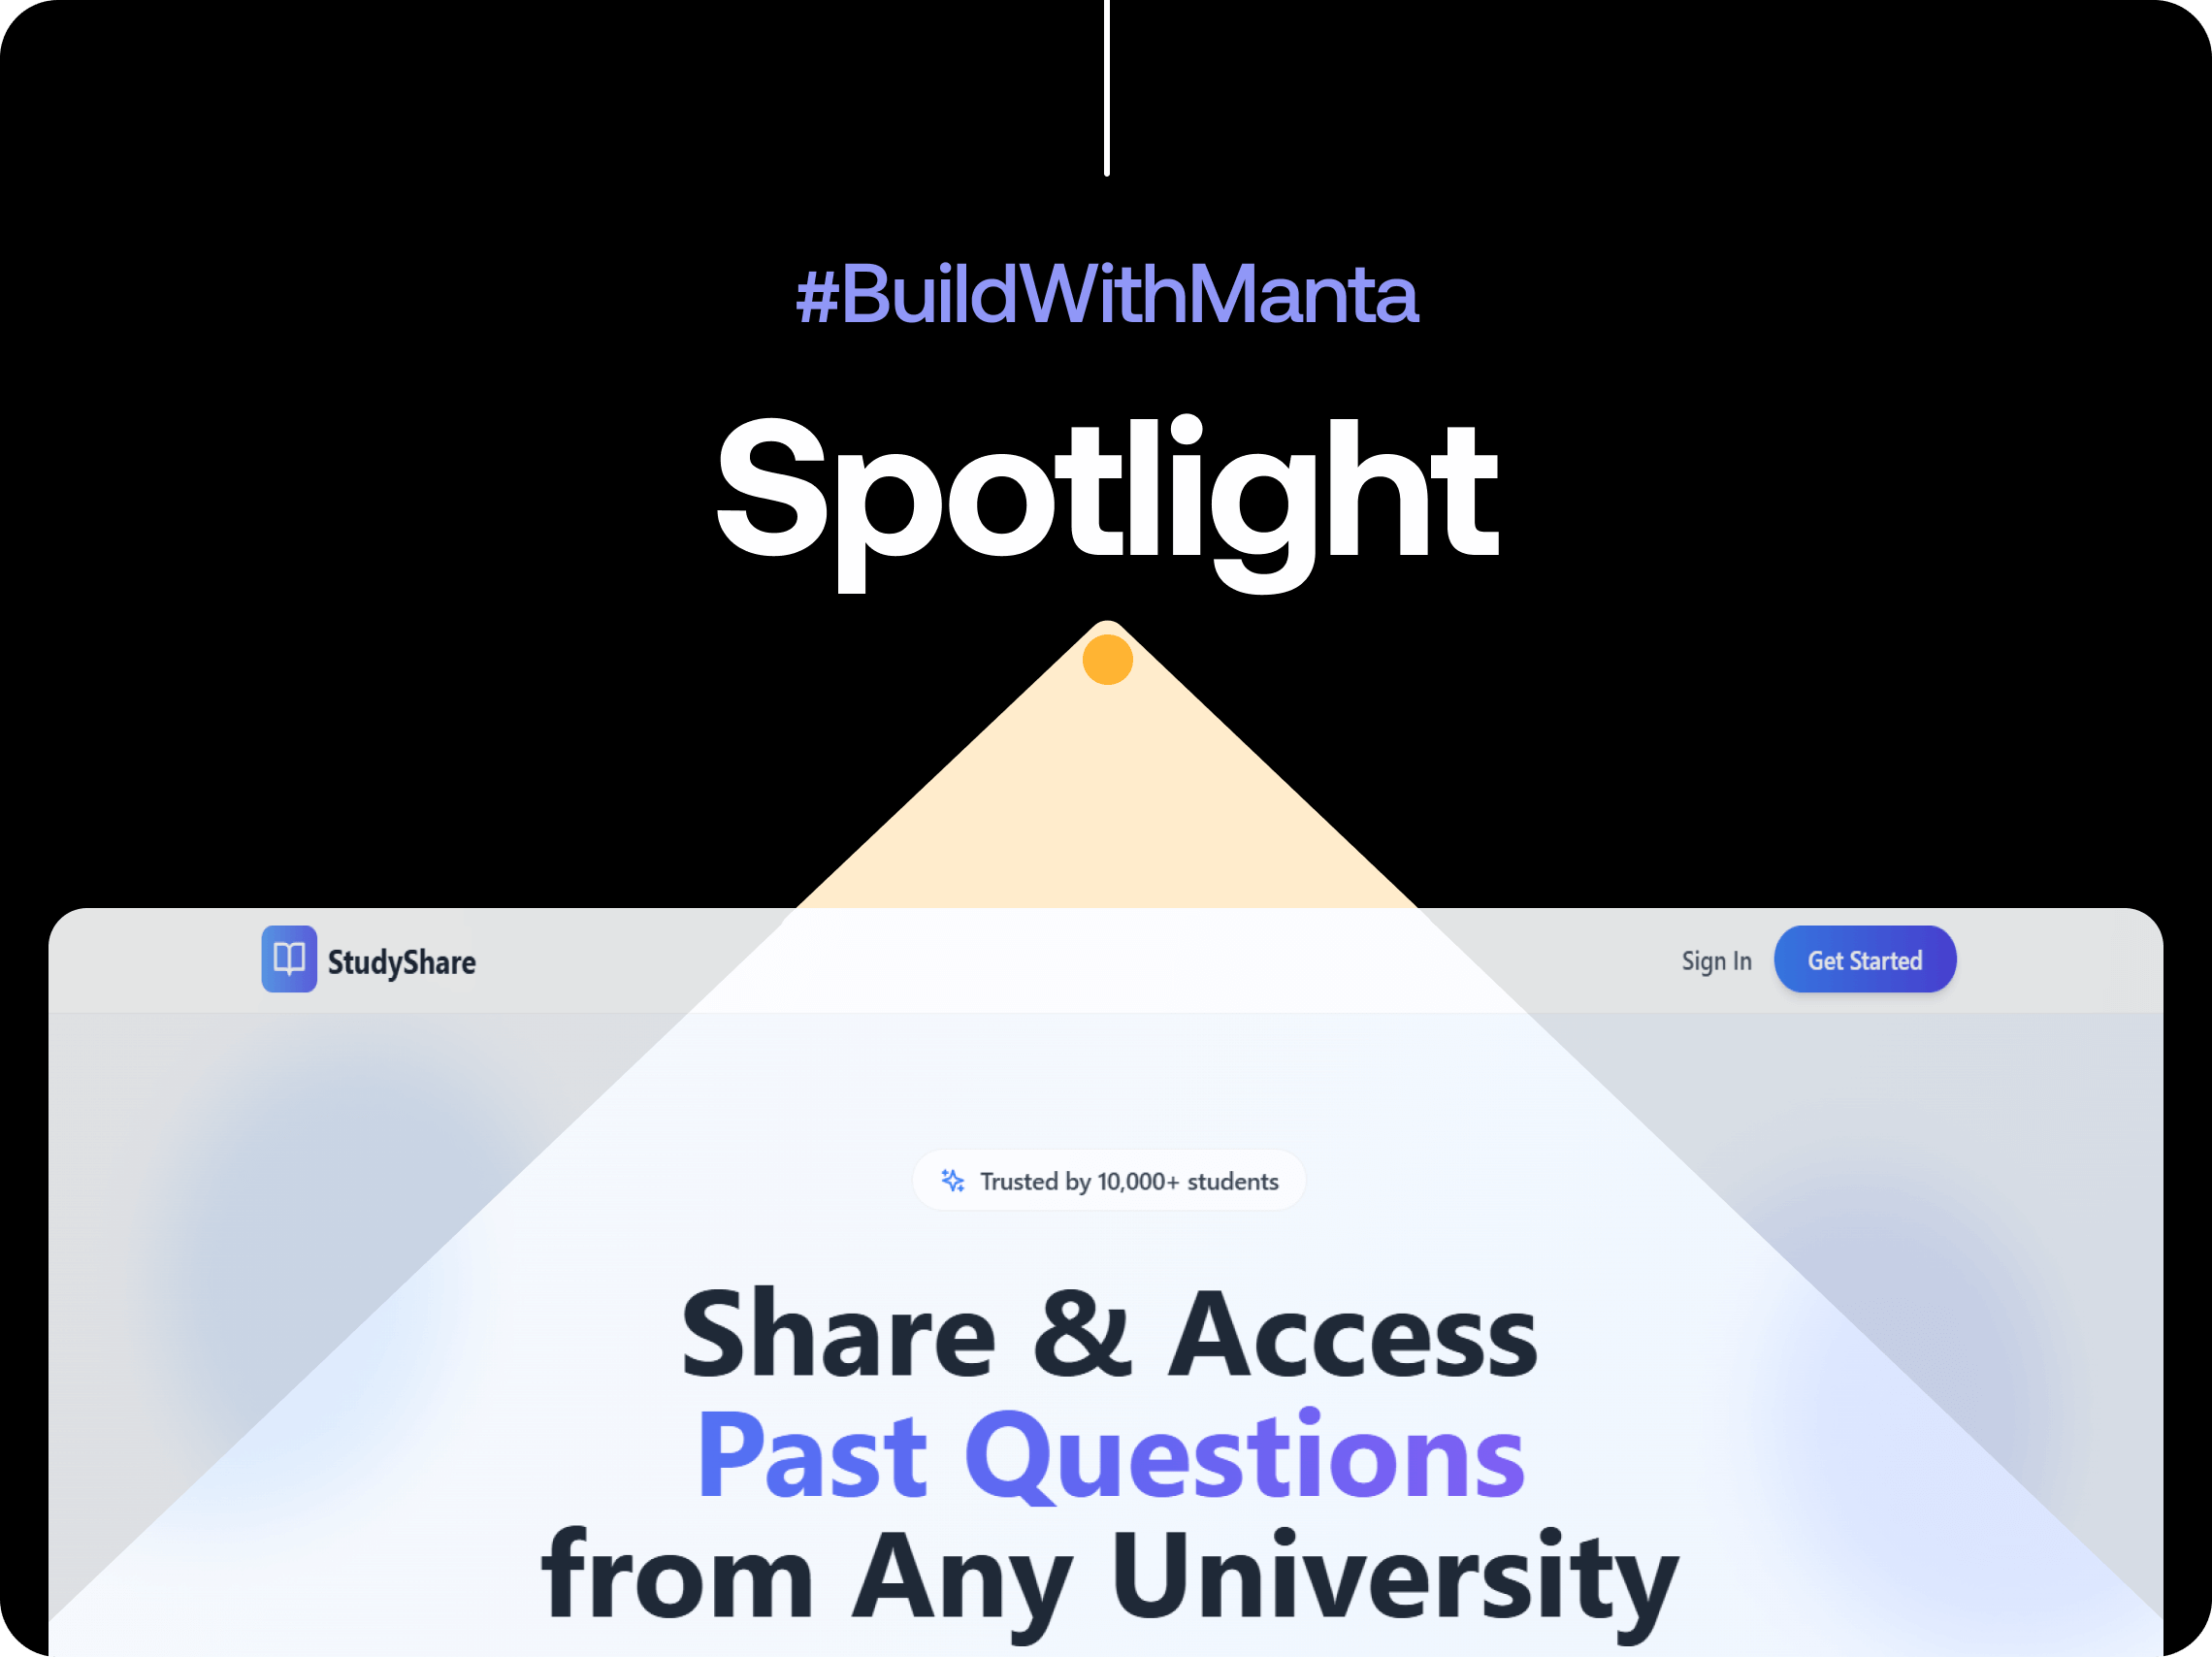 #BuildWithManta
Spotlight
StudyShare
Sign In
Get Started
Trusted by 10,000+ students
Share & Access
Past Questions
from Any University